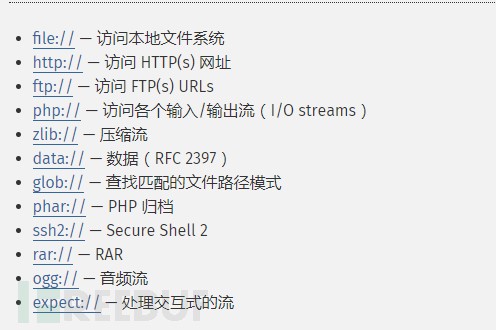 file:// — 访问本地文件系统
http:// — 访问 HTTP(s) 网址
ftp:// — 访问 FTP(s) URLs
php:// — 访问各个输入/输出流（I/O streams）
zlib:// — 压缩流
data:// — 数据（RFC 2397）
glob:// — 查找匹配的文件路径模式
phar:// — PHP 归档
ssh2:// — Secure Shell 2
rar:// — RAR
ogg:// — 音频流
expect:// — 处理交互式的流